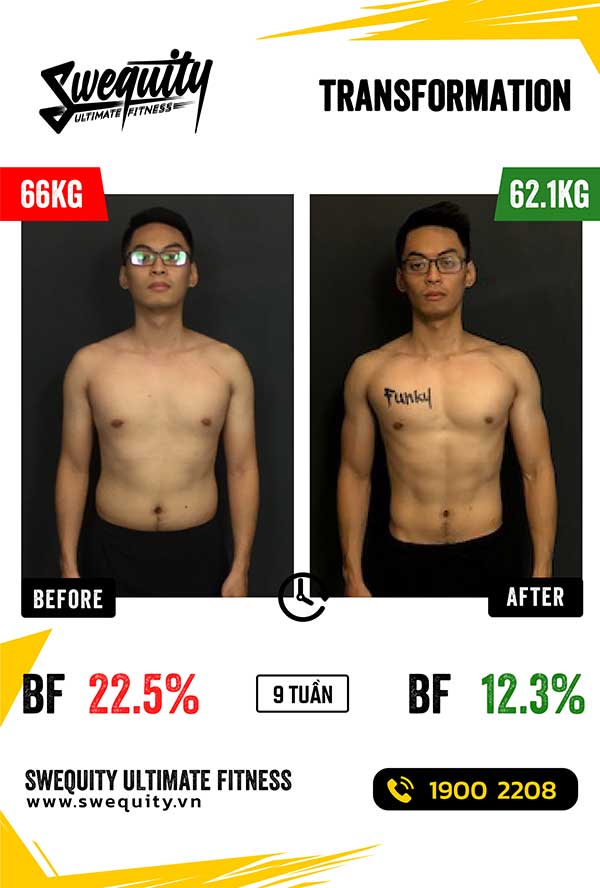 Swequity
ULTIMATE FITNESS
TRANSFORMATION
66KG
62.1KG
Funky
BEFORE
AFTER
BF 22.5%
9 TUẦN
BF 12.3%
SWEQUITY ULTIMATE FITNESS
www.swequity.vn
1900 2208